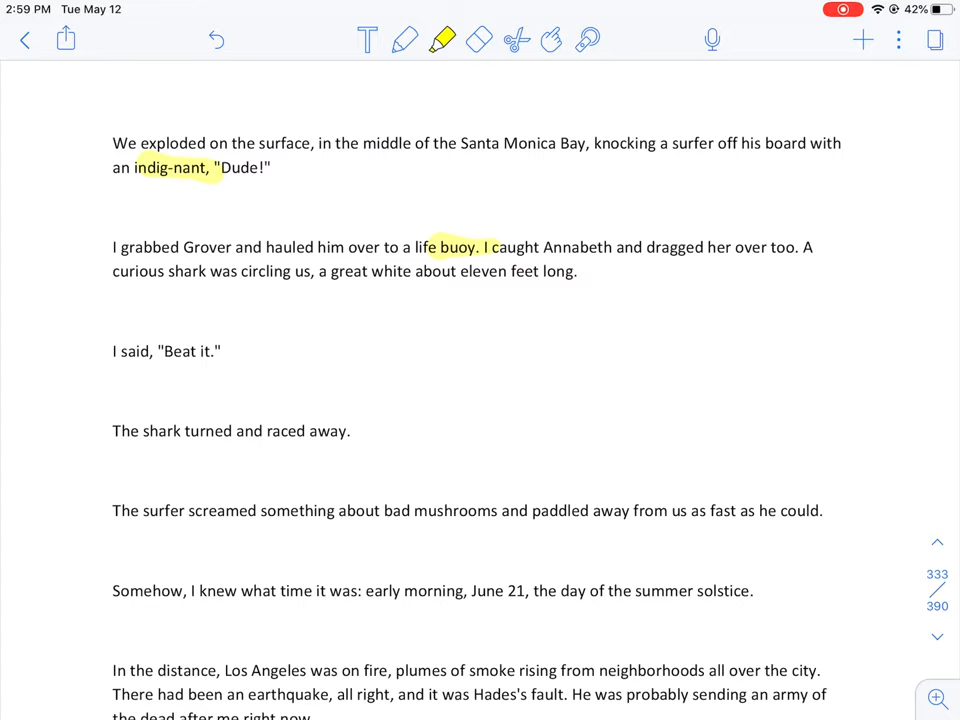 2:59 PM Tue May 12 42%
We exploded on the surface, in the middle of the Santa Monica Bay, knocking a surfer off his board with
an indig-nant, "Dude!"
I grabbed Grover and hauled him over to a life buoy. I caught Annabeth and dragged her over too. A
curious shark was circling us, a great white about eleven feet long.
I said, "Beat it."
The shark turned and raced away.
The surfer screamed something about bad mushrooms and paddled away from us as fast as he could.
Somehow, I knew what time it was: early morning, June 21, the day of the summer solstice.
333
390
In the distance, Los Angeles was on fire, plumes of smoke rising from neighborhoods all over the city.
There had been an earthquake, all right, and it was Hades's fault. He was probably sending an army of
the dead after me right now.